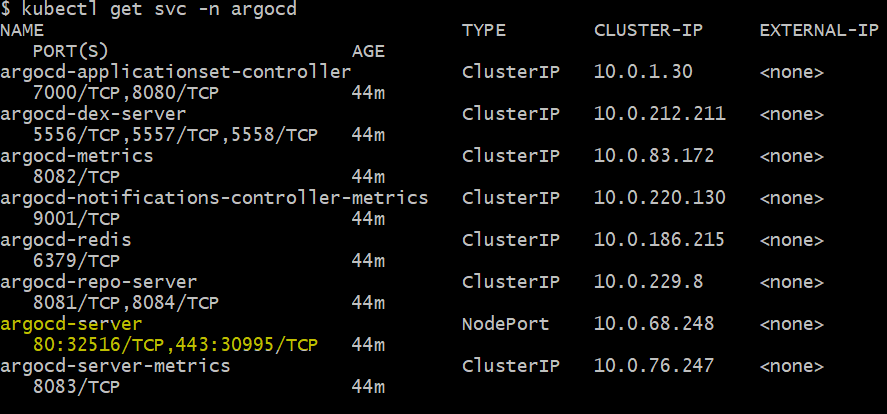 $ kubectl get svc -n argocd
NAME TYPE CLUSTER-IP EXTERNAL-IP
PORT(S) AGE
argocd-applicationset-controller ClusterIP 10.0.1.30 <none>
7000/TCP,8080/TCP 44m
argocd-dex-server ClusterIP 10.0.212.211 <none>
5556/TCP,5557/TCP,5558/TCP 44m
argocd-metrics ClusterIP 10.0.83.172 <none>
8082/TCP 44m
argocd-notifications-controller-metrics ClusterIP 10.0.220.130 <none>
9001/TCP 44m
argocd-redis ClusterIP 10.0.186.215 <none>
6379/TCP 44m
argocd-repo-server ClusterIP 10.0.229.8 <none>
8081/TCP,8084/TCP 44m
argocd-server NodePort 10.0.68.248 <none>
80:32516/TCP,443:30995/TCP 44m
argocd-server-metrics ClusterIP 10.0.76.247 <none>
8083/TCP 44m